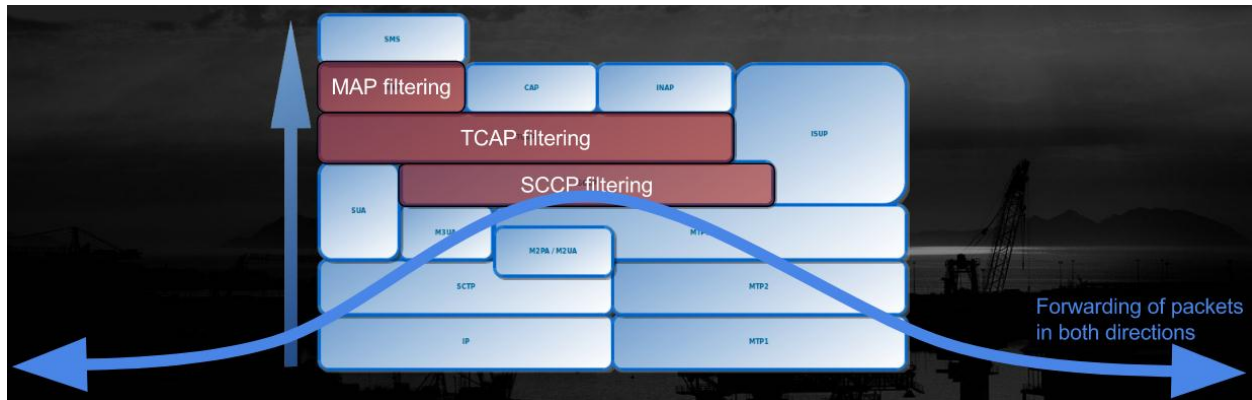 SMS
MAP filtering
CAP
INAP
ISUP
TCAP filtering
SCCP filtering
SUA
M2PA / M2UA
SCTP
MTP2
Forwarding of packets
in both directions
IP
MTP1